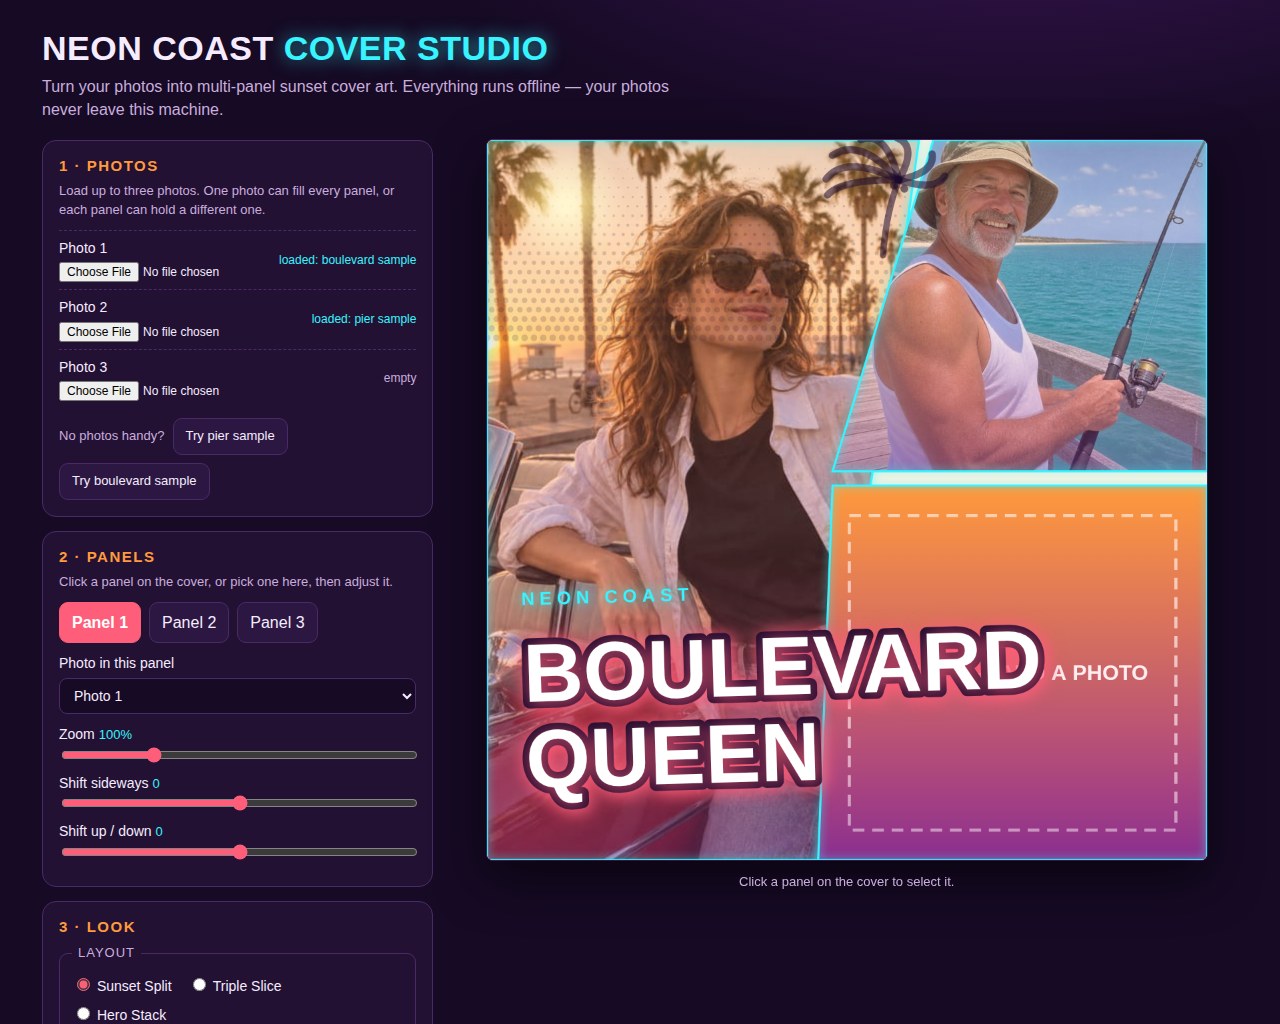 NEON COAST COVER STUDIO
Turn your photos into multi-panel sunset cover art. Everything runs offline — your photos
never leave this machine.
1 · PHOTOS
Load up to three photos. One photo can fill every panel, or
each panel can hold a different one.
Photo 1
Choose File No file chosen
loaded: boulevard sample
Photo 2
Choose File No file chosen
loaded: pier sample
Photo 3
Choose File No file chosen
empty
No photos handy? Try pier sample
Try boulevard sample
2 · PANELS
Click a panel on the cover, or pick one here, then adjust it.
Panel 1 Panel 2 Panel 3
Photo in this panel
Photo 1
Zoom 100%
Shift sideways 0
Shift up / down 0
3 · LOOK
LAYOUT
Sunset Split Triple Slice
Hero Stack
NEON COAST
BOULEVARD
QUEEN
A PHOTO
Click a panel on the cover to select it.